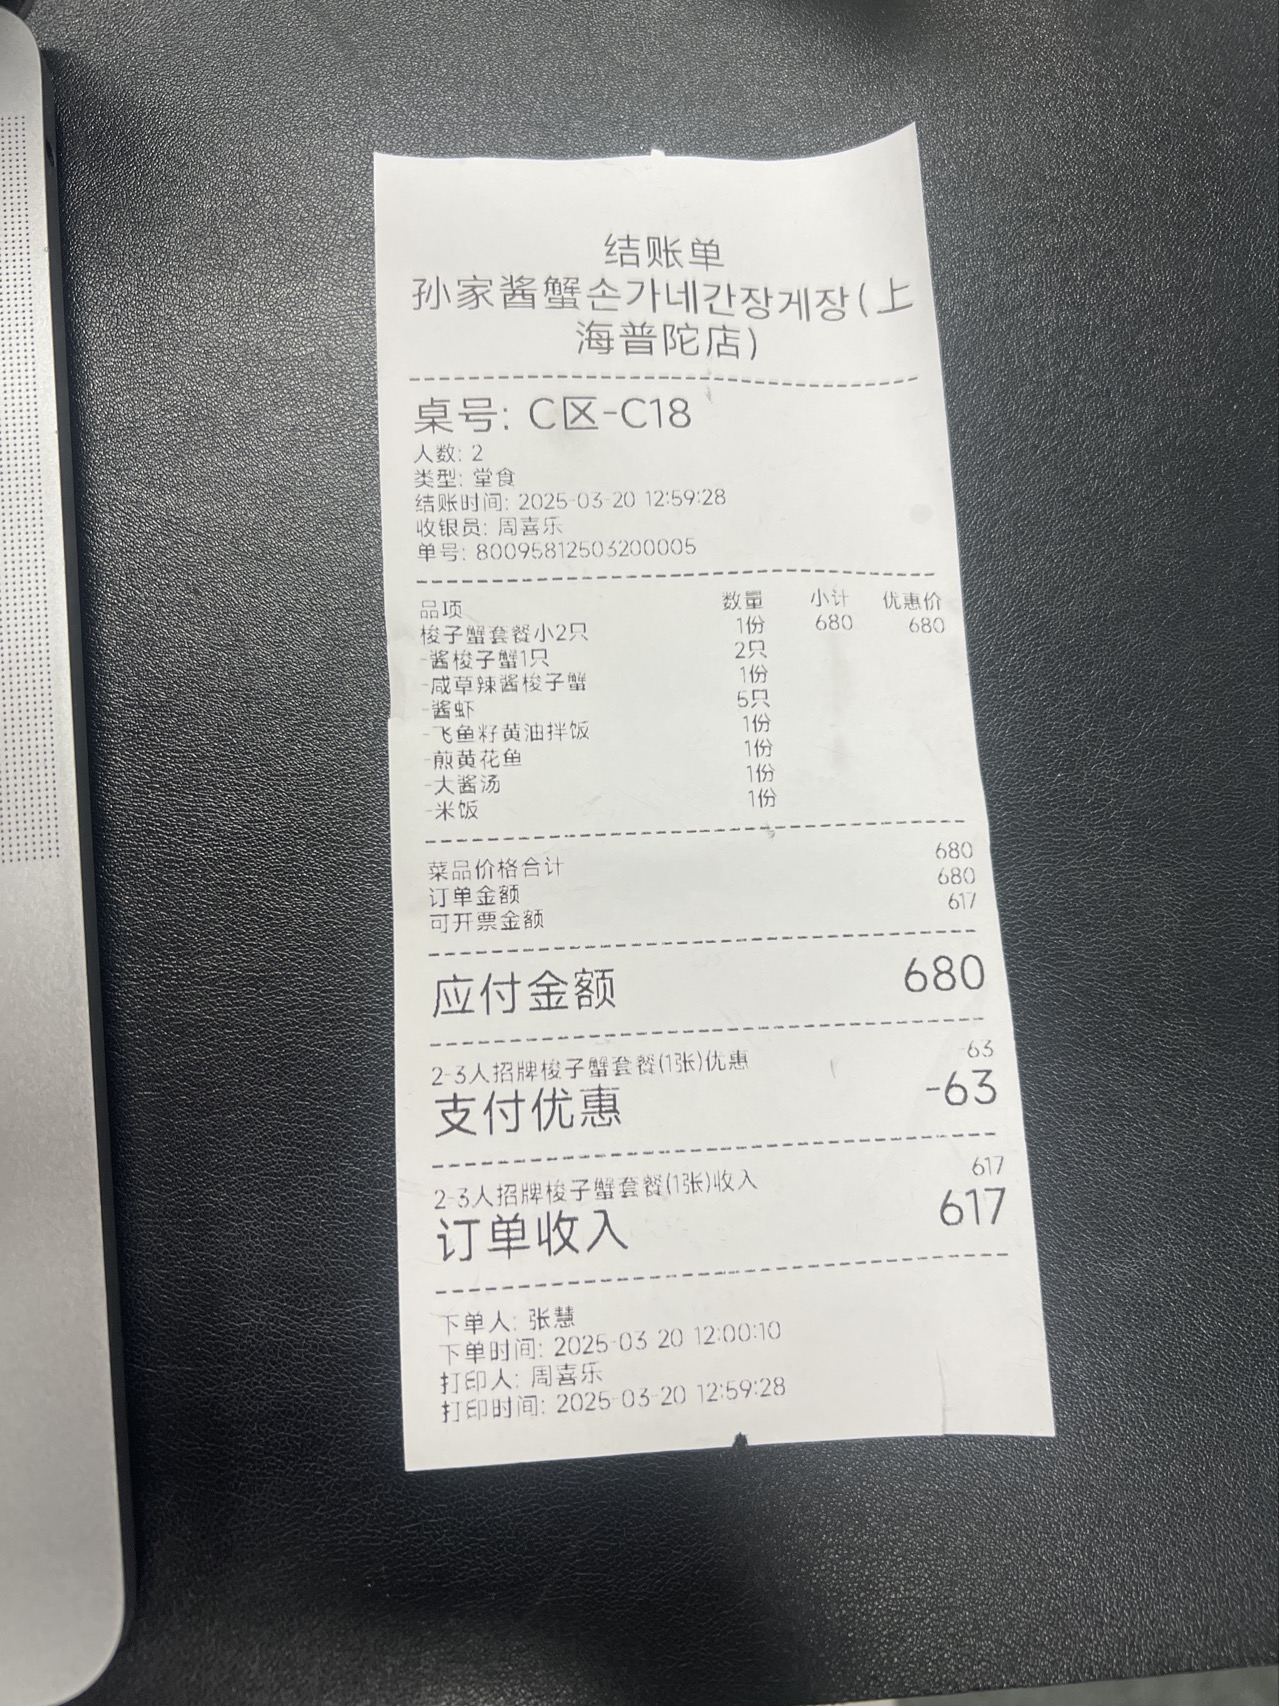 结账单
孙家酱蟹손가네간장게장(上
海普陀店)
桌号: C区-C18
人数: 2
类型: 堂食
结账时间: 2025-03-20 12:59:28
收银员: 周喜乐
单号: 80095812503200005
品项 数量 小计 优惠价
梭子蟹套餐小2只 1份 680 680
-酱梭子蟹1只 2只
-咸草辣酱梭子蟹 1份
-酱虾 5只
-飞鱼籽黄油拌饭 1份
-煎黄花鱼 1份
-大酱汤 1份
-米饭 1份
菜品价格合计 680
订单金额 680
可开票金额 617
应付金额 680
2-3人招牌梭子蟹套餐(1张)优惠 -63
支付优惠 -63
2-3人招牌梭子蟹套餐(1张)收入 617
订单收入 617
下单人: 张慧
下单时间: 2025-03-20 12:00:10
打印人: 周喜乐
打印时间: 2025-03-20 12:59:28